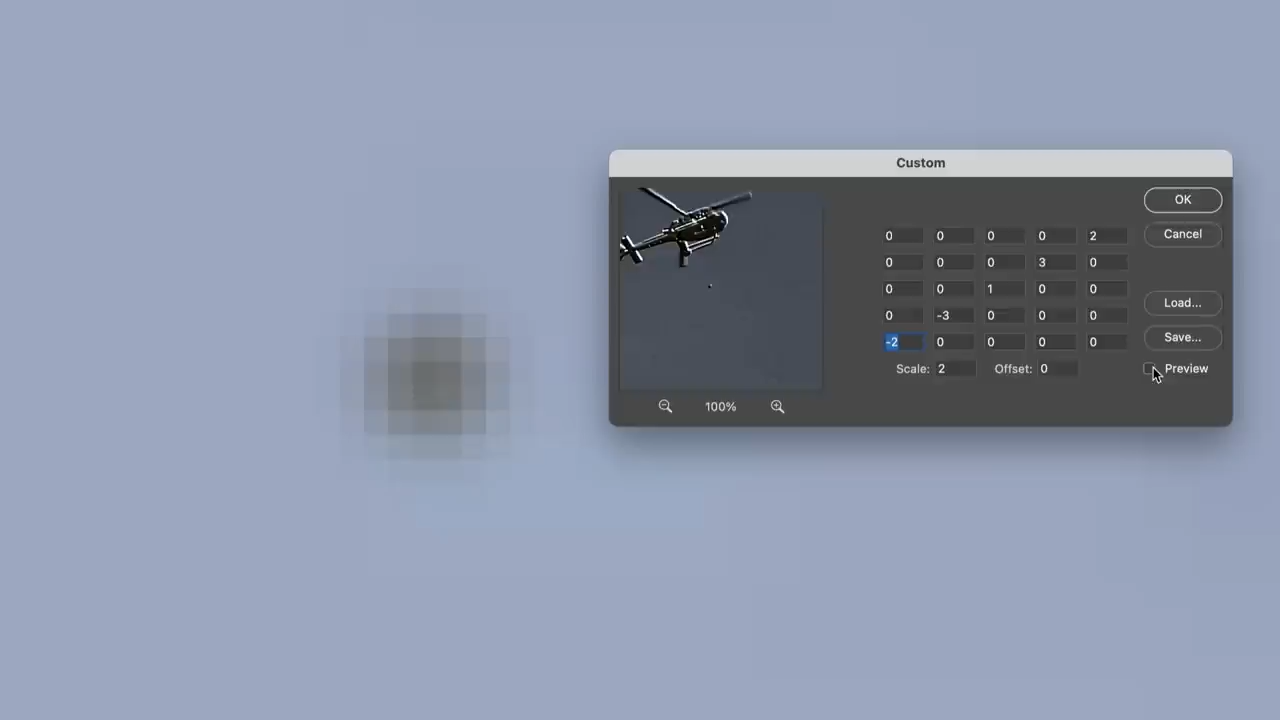 Custom
OK
Cancel
0 0 0 0 2
0 0 0 3 0
0 0 1 0 0
Load...
0 -3 0 0 0
Save...
-2 0 0 0 0
Scale: 2 Offset: 0 Preview
100%